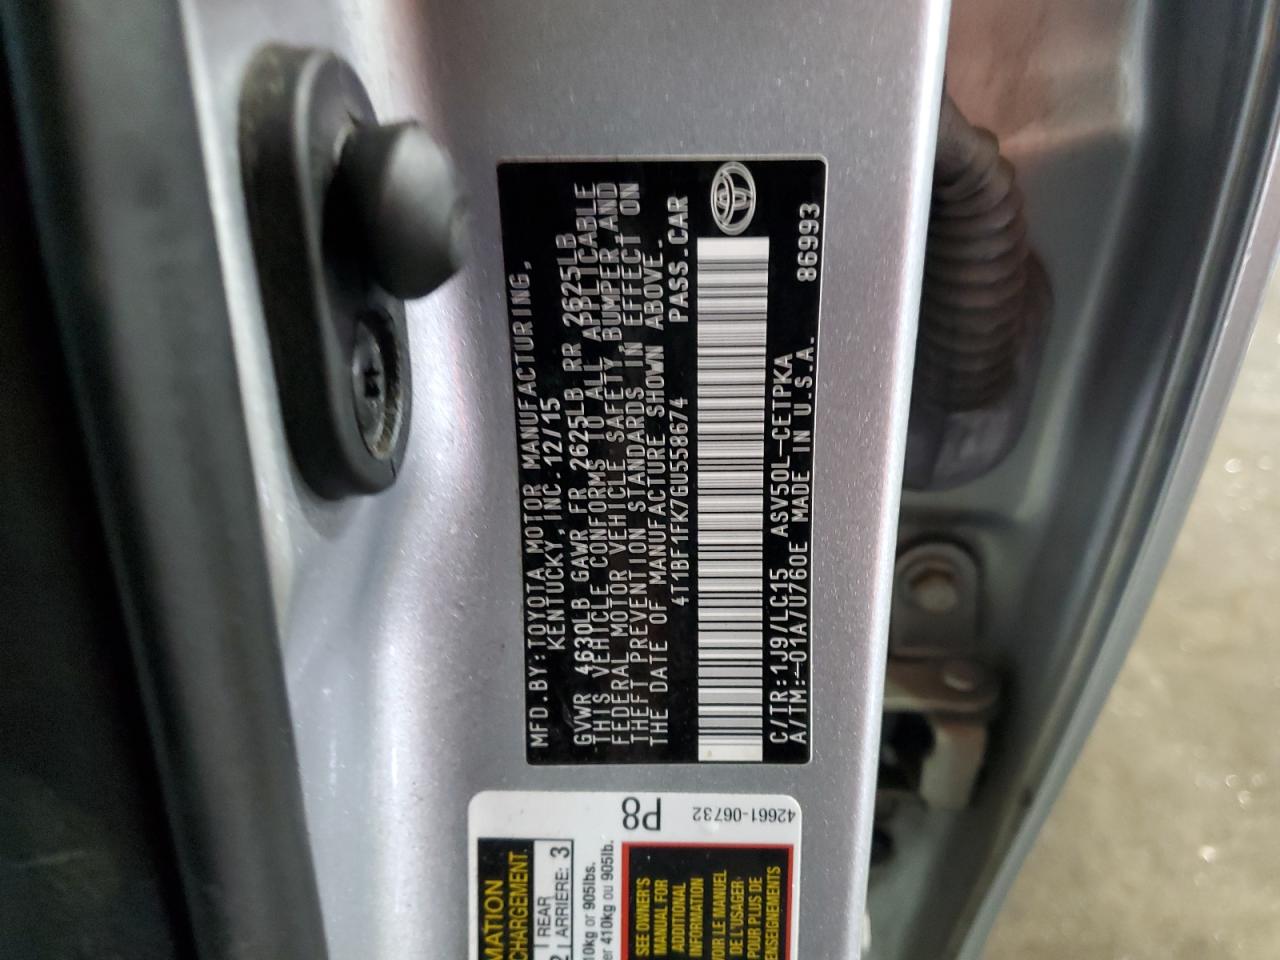 MFD.BY:TOYOTA MOTOR MANUFACTURING,
KENTUCKY, INC. 12/15
GVWR 4630LB GAWR FR 2625LB RR 2625LB
THIS VEHICLE CONFORMS TO ALL APPLICABLE
FEDERAL MOTOR VEHICLE SAFETY, BUMPER,AND
THEFT PREVENTION STANDARDS IN EFFECT ON
THE DATE OF MANUFACTURE SHOWN ABOVE.
4T1BF1FK7GU558674 PASS.CAR
C/TR:1J9/LC15 ASV50L-CETPKA
A/TM:-01A/U760E MADE IN U.S.A. 86993
P8
42661-06732
MATION
CHARGEMENT
REAR
2 ARRIÈRE: 3
10kg or 905lbs.
er 410kg ou 905lb.
SEE OWNER'S
MANUAL FOR
ADDITIONAL
INFORMATION
VOIR LE MANUEL
DE L'USAGER
POUR PLUS DE
RENSEIGNEMENTS